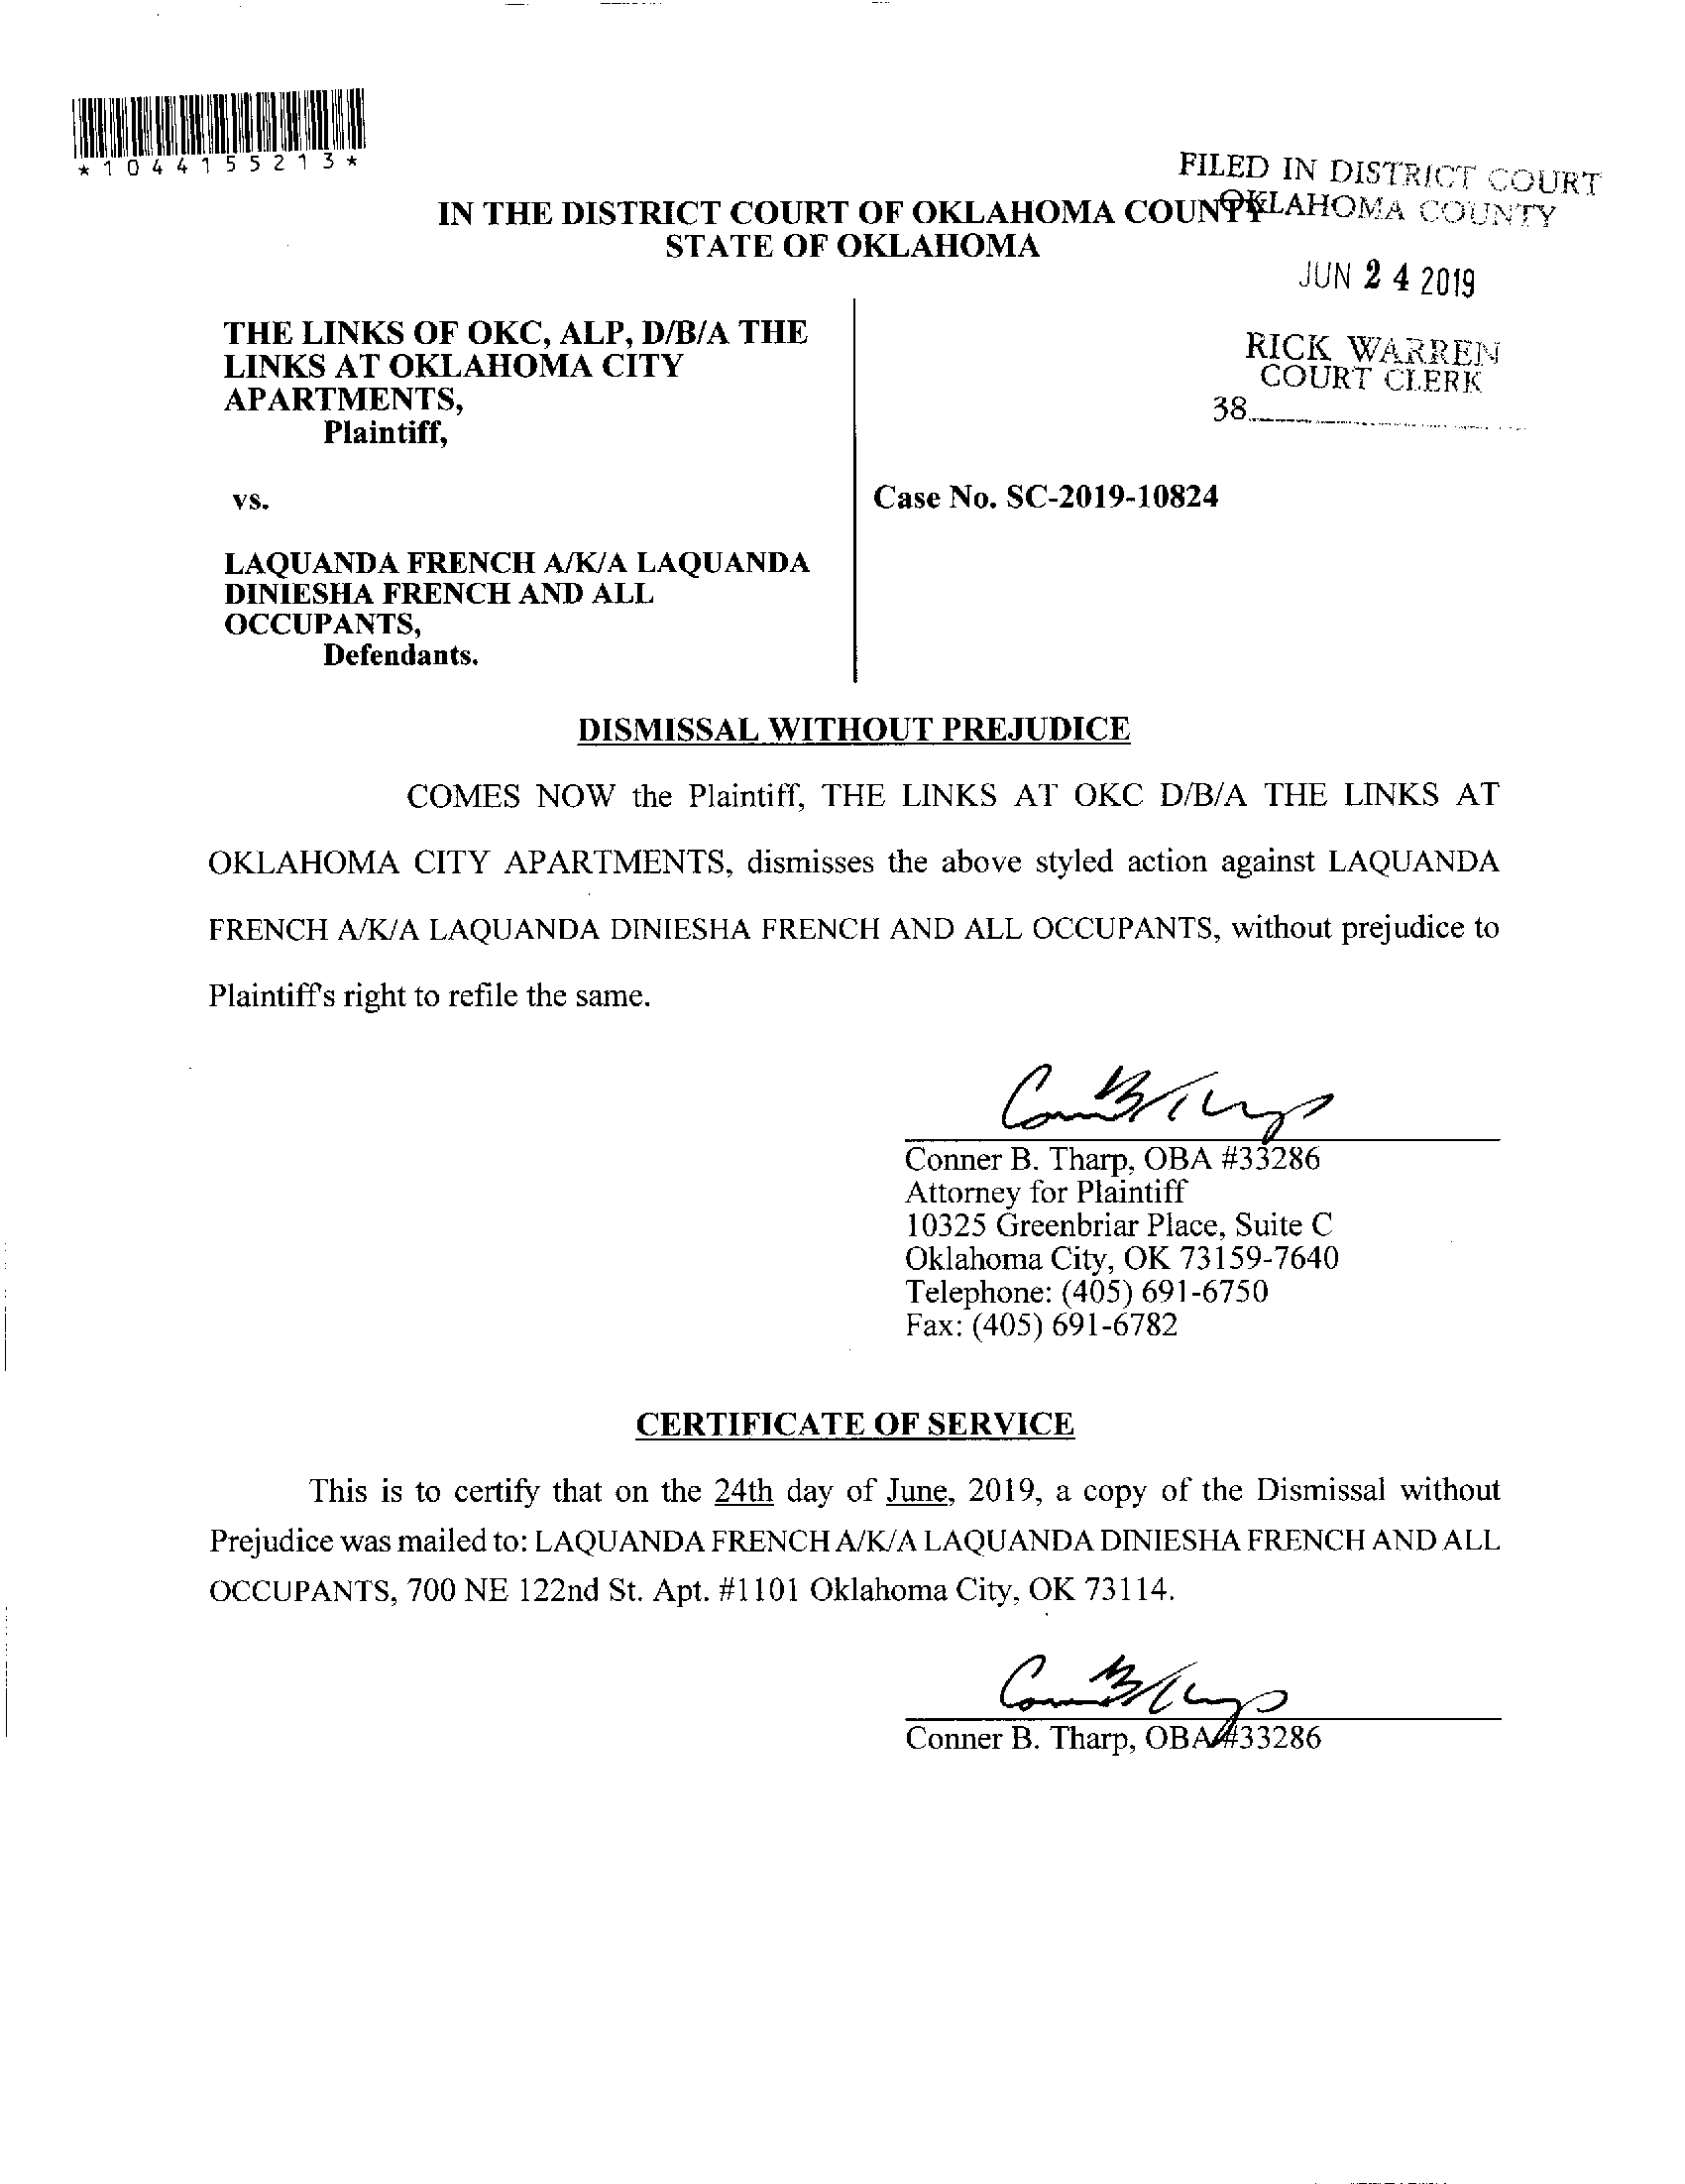 *1044155213*
FILED IN DISTRICT COURT
OKLAHOMA COUNTY
IN THE DISTRICT COURT OF OKLAHOMA COUNTY
STATE OF OKLAHOMA
JUN 24 2019
THE LINKS OF OKC, ALP, D/B/A THE
LINKS AT OKLAHOMA CITY
APARTMENTS,
Plaintiff,
RICK WARREN
COURT CLERK
38
vs.
Case No. SC-2019-10824
LAQUANDA FRENCH A/K/A LAQUANDA
DINIESHA FRENCH AND ALL
OCCUPANTS,
Defendants.
DISMISSAL WITHOUT PREJUDICE
COMES NOW the Plaintiff, THE LINKS AT OKC D/B/A THE LINKS AT
OKLAHOMA CITY APARTMENTS, dismisses the above styled action against LAQUANDA
FRENCH A/K/A LAQUANDA DINIESHA FRENCH AND ALL OCCUPANTS, without prejudice to
Plaintiff's right to refile the same.
Conner B. Tharp, OBA #33286
Attorney for Plaintiff
10325 Greenbriar Place, Suite C
Oklahoma City, OK 73159-7640
Telephone: (405) 691-6750
Fax: (405) 691-6782
CERTIFICATE OF SERVICE
This is to certify that on the 24th day of June, 2019, a copy of the Dismissal without
Prejudice was mailed to: LAQUANDA FRENCH A/K/A LAQUANDA DINIESHA FRENCH AND ALL
OCCUPANTS, 700 NE 122nd St. Apt. #1101 Oklahoma City, OK 73114.
Conner B. Tharp, OBA #33286